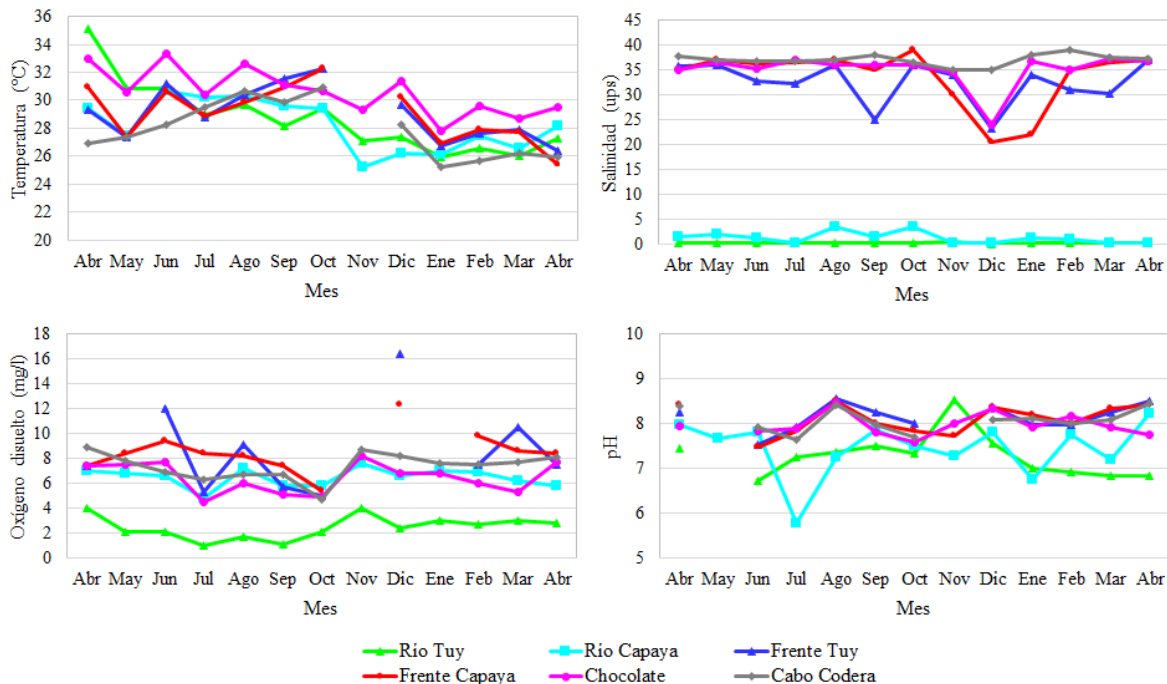 Temperatura (ºC)
36
34
32
30
28
26
24
22
20
Abr May Jun Jul Ago Sep Oct Nov Dic Ene Feb Mar Abr
Mes
Salinidad (ups)
50
45
40
35
30
25
20
15
10
5
0
Abr May Jun Jul Ago Sep Oct Nov Dic Ene Feb Mar Abr
Mes
Oxígeno disuelto (mg/l)
18
16
14
12
10
8
6
4
2
0
Abr May Jun Jul Ago Sep Oct Nov Dic Ene Feb Mar Abr
Mes
pH
10
9
8
7
6
5
Abr May Jun Jul Ago Sep Oct Nov Dic Ene Feb Mar Abr
Mes
Río Tuy Río Capaya Frente Tuy
Frente Capaya Chocolate Cabo Codera